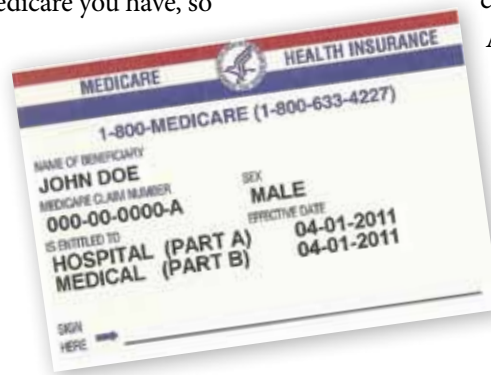 edicare you have, so
MEDICARE HEALTH INSURANCE
1-800-MEDICARE (1-800-633-4227)
NAME OF BENEFICIARY
JOHN DOE
MEDICARE CLAIM NUMBER SEX
000-00-0000-A MALE
IS ENTITLED TO EFFECTIVE DATE
HOSPITAL (PART A) 04-01-2011
MEDICAL (PART B) 04-01-2011
SIGN
HERE